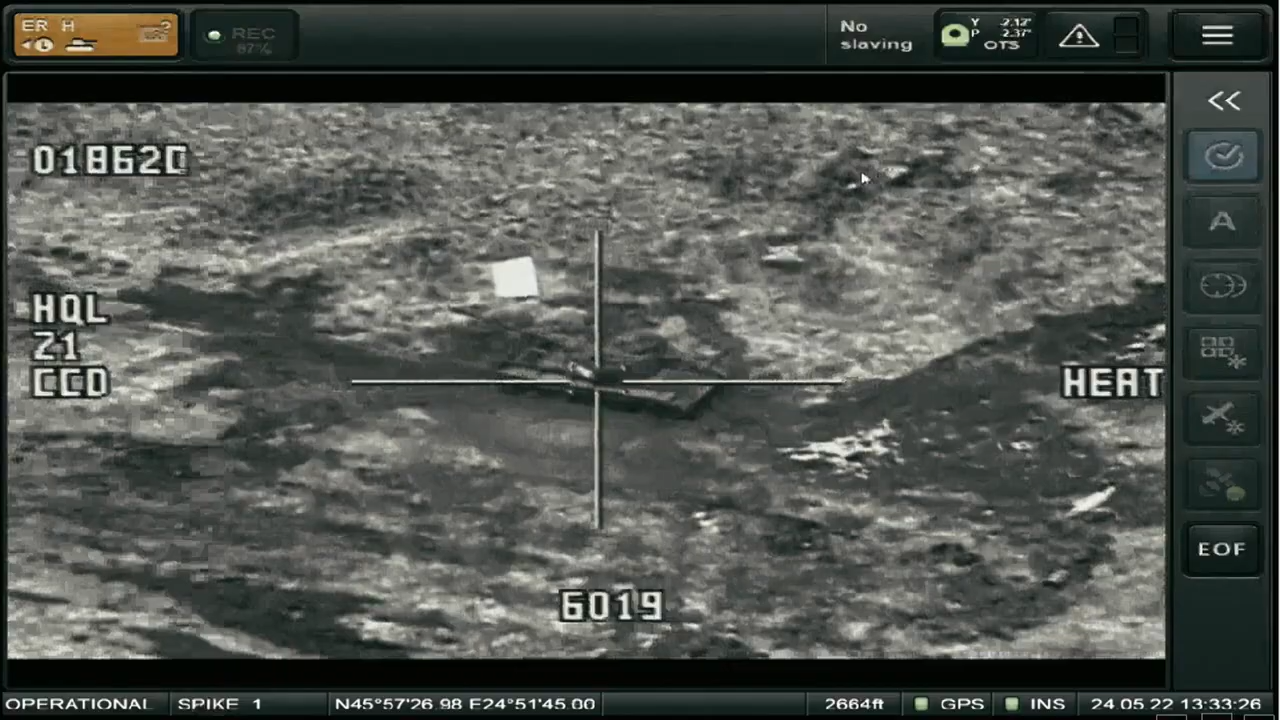 ER H
REC
87%
No
slaving
Y -2.12°
P 2.37°
OTS
HQL
Z1
CCD
HEAT
A
6019
EOF
OPERATIONAL
SPIKE 1
N45°57'26.98 E24°51'45.00
2664ft
GPS
INS
24.05.22 13:33:26